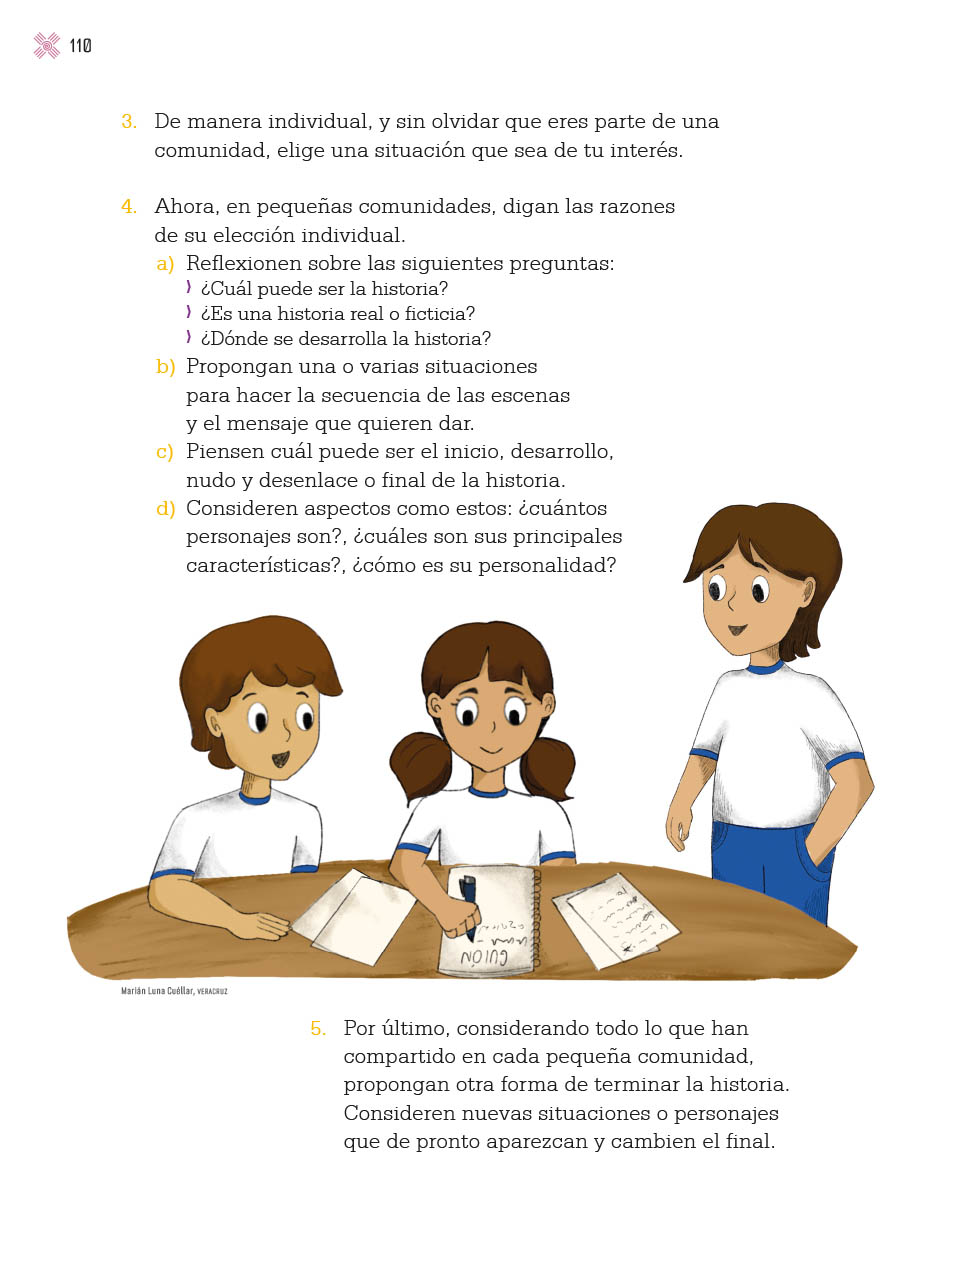 110
3. De manera individual, y sin olvidar que eres parte de una
comunidad, elige una situación que sea de tu interés.
4. Ahora, en pequeñas comunidades, digan las razones
de su elección individual.
a) Reflexionen sobre las siguientes preguntas:
⟩ ¿Cuál puede ser la historia?
⟩ ¿Es una historia real o ficticia?
⟩ ¿Dónde se desarrolla la historia?
b) Propongan una o varias situaciones
para hacer la secuencia de las escenas
y el mensaje que quieren dar.
c) Piensen cuál puede ser el inicio, desarrollo,
nudo y desenlace o final de la historia.
d) Consideren aspectos como estos: ¿cuántos
personajes son?, ¿cuáles son sus principales
características?, ¿cómo es su personalidad?
GUIÓN
Marián Luna Cuéllar, VERACRUZ
5. Por último, considerando todo lo que han
compartido en cada pequeña comunidad,
propongan otra forma de terminar la historia.
Consideren nuevas situaciones o personajes
que de pronto aparezcan y cambien el final.